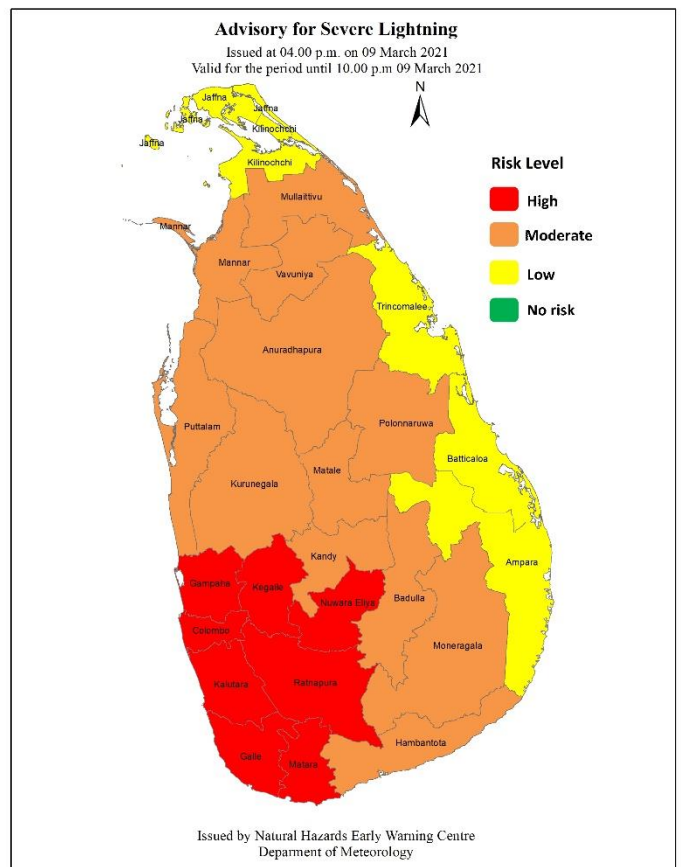 Advisory for Severe Lightning
Issued at 04.00 p.m. on 09 March 2021
Valid for the period until 10.00 p.m 09 March 2021
N
Jaffna
Jaffna
Jaffna
Kilinochchi
Jaffna
Kilinochchi
Risk Level
High
Moderate
Low
No risk
Mullaittivu
Mannar
Mannar
Vavuniya
Trincomalee
Anuradhapura
Polonnaruwa
Puttalam
Batticaloa
Matale
Kurunegala
Kandy
Ampara
Gampaha
Kegalle
Nuwara Eliya
Badulla
Colombo
Moneragala
Kalutara
Ratnapura
Hambantota
Galle
Matara
Issued by Natural Hazards Early Warning Centre
Deparment of Meteorology